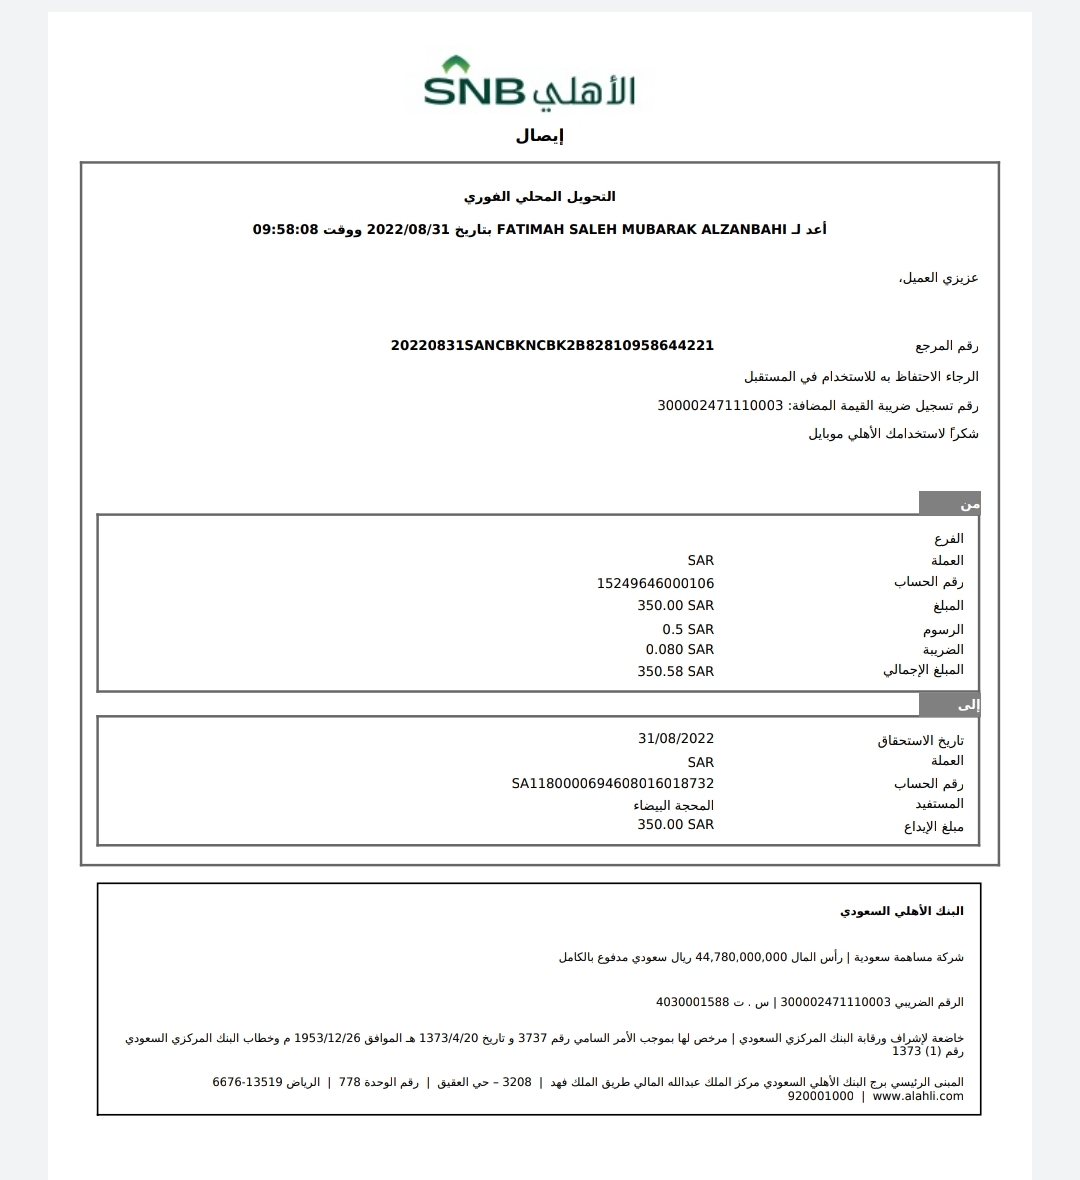 SNB الأهلي
إيصال
التحويل المحلي الفوري
أعد لـ FATIMAH SALEH MUBARAK ALZANBAHI بتاريخ 2022/08/31 ووقت 09:58:08
عزيزي العميل،
رقم المرجع 20220831SANCBKNCBK2B82810958644221
الرجاء الاحتفاظ به للاستخدام في المستقبل
رقم تسجيل ضريبة القيمة المضافة: 300002471110003
شكراً لاستخدامك الأهلي موبايل
من
الفرع
العملة SAR
رقم الحساب 15249646000106
المبلغ 350.00 SAR
الرسوم 0.5 SAR
الضريبة 0.080 SAR
المبلغ الإجمالي 350.58 SAR
إلى
تاريخ الاستحقاق 31/08/2022
العملة SAR
رقم الحساب SA1180000694608016018732
المستفيد المحجة البيضاء
مبلغ الإيداع 350.00 SAR
البنك الأهلي السعودي
شركة مساهمة سعودية | رأس المال 44,780,000,000 ريال سعودي مدفوع بالكامل
الرقم الضريبي 300002471110003 | س . ت 4030001588
خاضعة لإشراف ورقابة البنك المركزي السعودي | مرخص لها بموجب الأمر السامي رقم 3737 و تاريخ 1373/4/20 هـ الموافق 1953/12/26 م وخطاب البنك المركزي السعودي
رقم (1) 1373
المبنى الرئيسي برج البنك الأهلي السعودي مركز الملك عبدالله المالي طريق الملك فهد | 3208 – حي العقيق | رقم الوحدة 778 | الرياض 13519-6676
www.alahli.com | 920001000